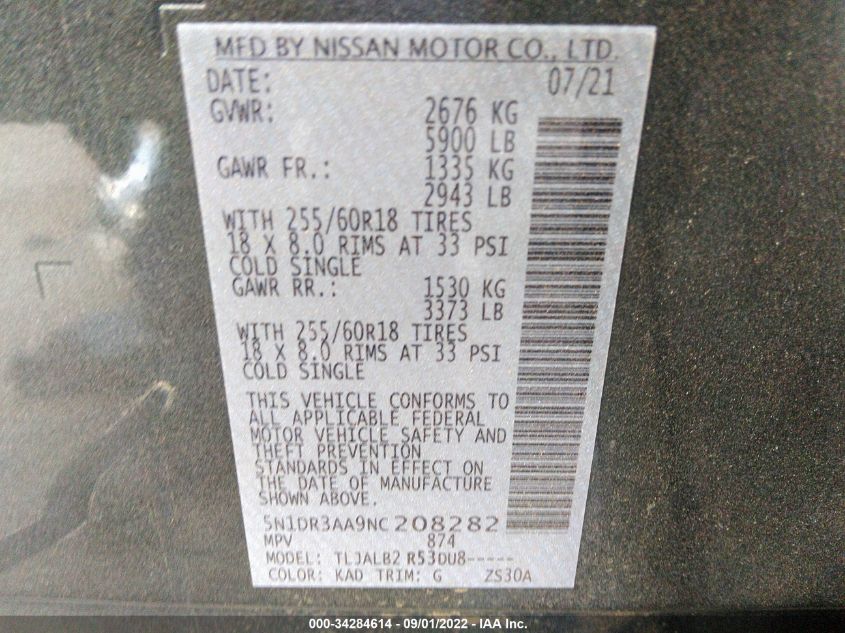 MFD BY NISSAN MOTOR CO., LTD.
DATE: 07/21
GVWR: 2676 KG
5900 LB
GAWR FR.: 1335 KG
2943 LB
WITH 255/60R18 TIRES
18 X 8.0 RIMS AT 33 PSI
COLD SINGLE
GAWR RR.: 1530 KG
3373 LB
WITH 255/60R18 TIRES
18 X 8.0 RIMS AT 33 PSI
COLD SINGLE
THIS VEHICLE CONFORMS TO
ALL APPLICABLE FEDERAL
MOTOR VEHICLE SAFETY AND
THEFT PREVENTION
STANDARDS IN EFFECT ON
THE DATE OF MANUFACTURE
SHOWN ABOVE.
5N1DR3AA9NC208282
MPV 874
MODEL: TLJALB2 R53DU8-----
COLOR: KAD TRIM: G ZS30A
000-34284614 - 09/01/2022 - IAA Inc.